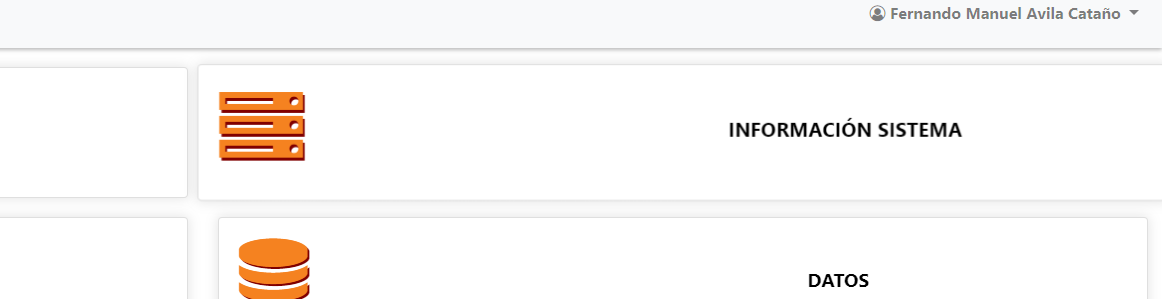 Fernando Manuel Avila Cataño
INFORMACIÓN SISTEMA
DATOS